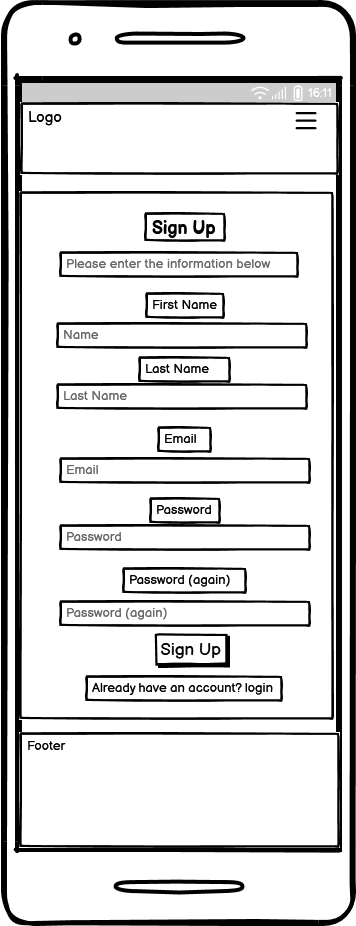 16:11
Logo
Sign Up
Please enter the information below
First Name
Name
Last Name
Last Name
Email
Email
Password
Password
Password (again)
Password (again)
Sign Up
Already have an account? login
Footer